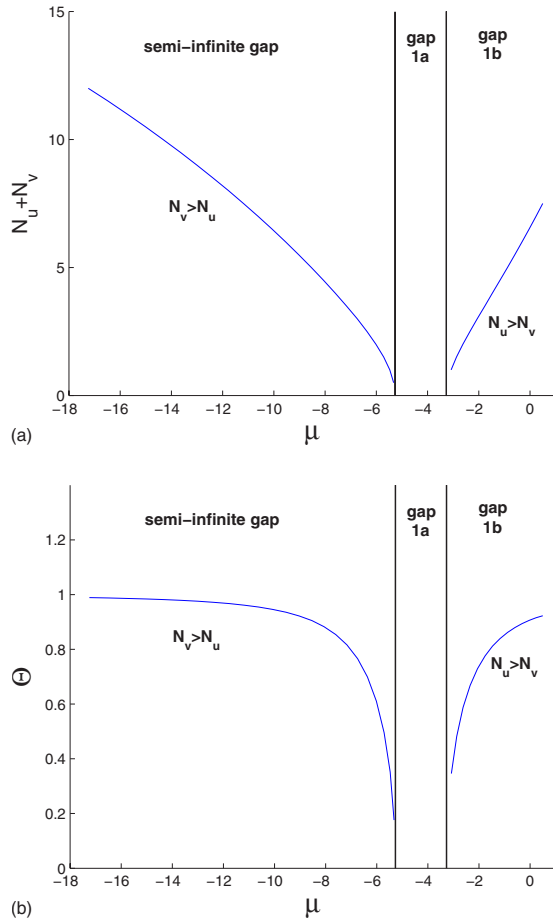 15
10
5
0
N_u+N_v
semi−infinite gap
gap
1a
gap
1b
N_v>N_u
N_u>N_v
−18 −16 −14 −12 −10 −8 −6 −4 −2 0
μ
(a)
1.2
1
0.8
0.6
0.4
0.2
0
Θ
semi−infinite gap
gap
1a
gap
1b
N_v>N_u
N_u>N_v
−18 −16 −14 −12 −10 −8 −6 −4 −2 0
μ
(b)